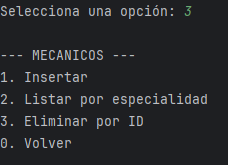 Selecciona una opción: 3
--- MECANICOS ---
1. Insertar
2. Listar por especialidad
3. Eliminar por ID
0. Volver